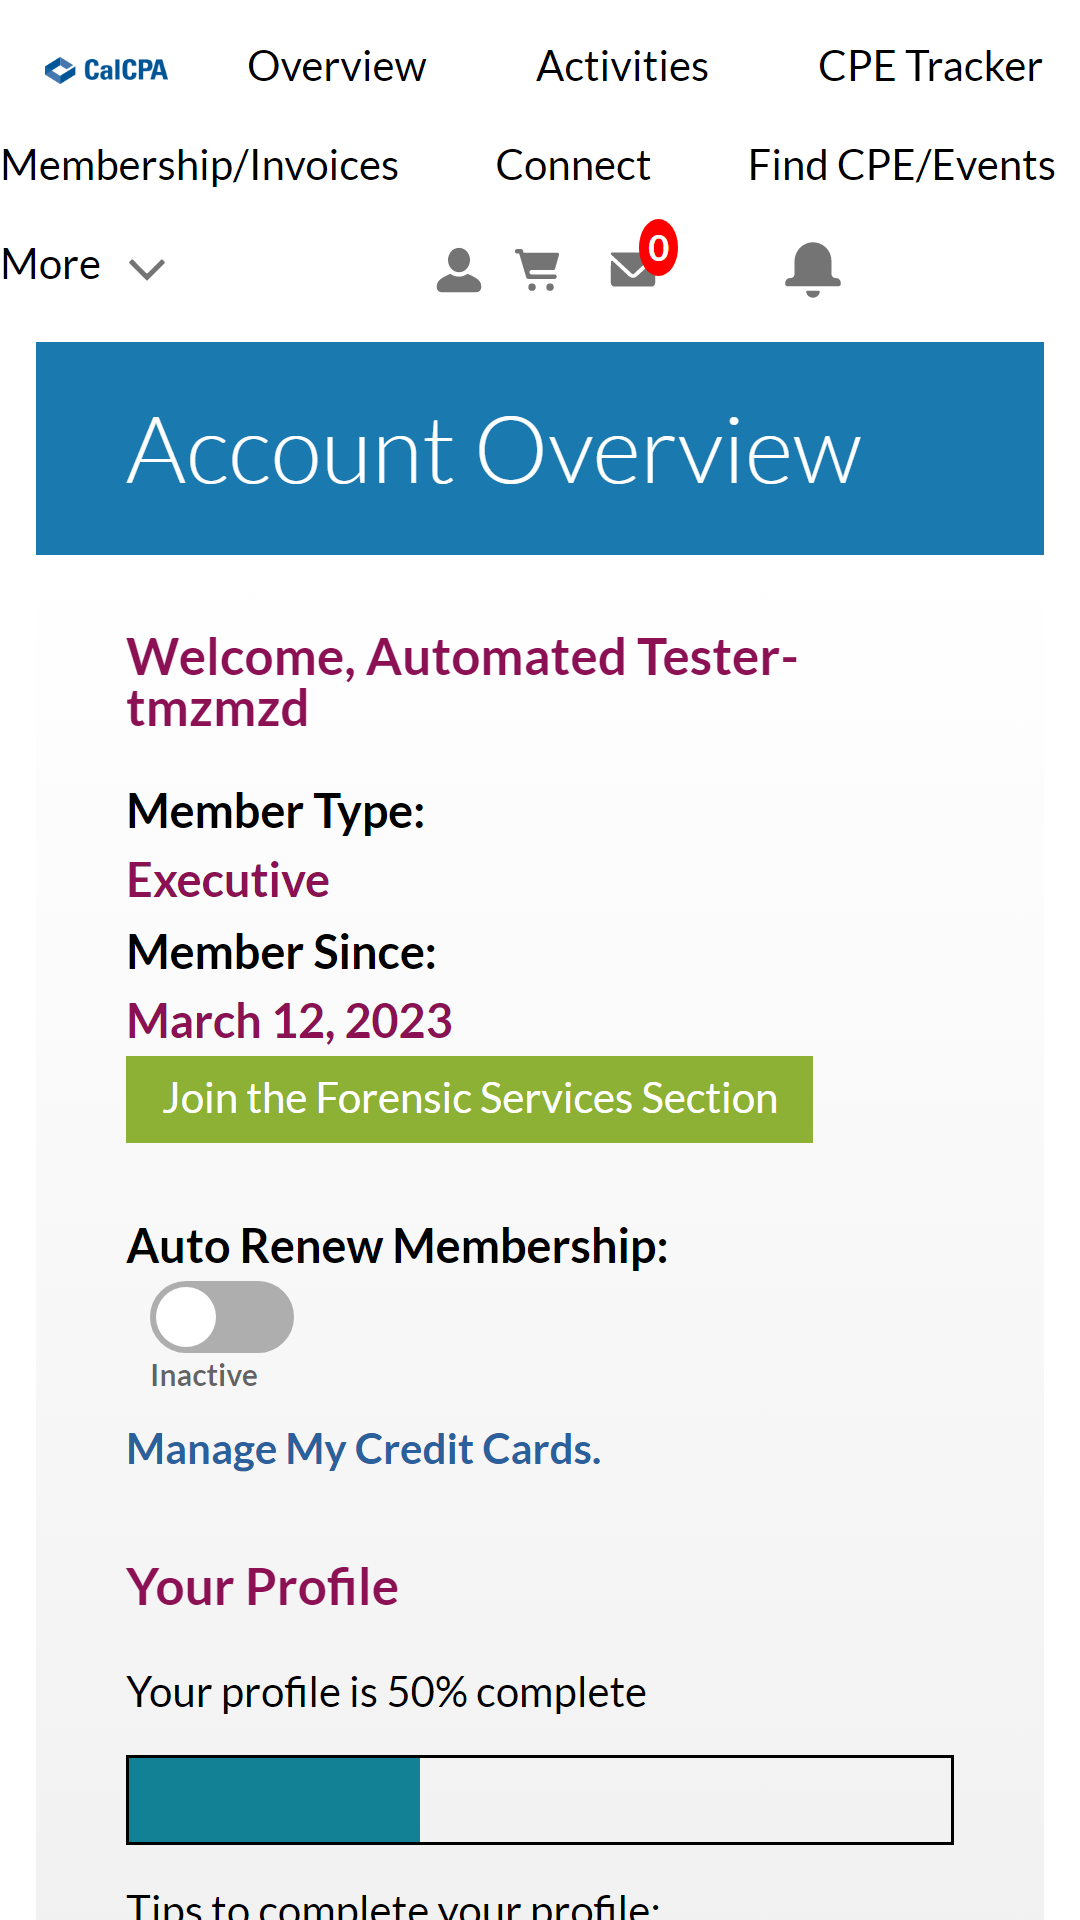 CalCPA Overview Activities CPE Tracker
Membership/Invoices Connect Find CPE/Events
More 0
Account Overview
Welcome, Automated Tester-
tmzmzd
Member Type:
Executive
Member Since:
March 12, 2023
Join the Forensic Services Section
Auto Renew Membership:
Inactive
Manage My Credit Cards.
Your Profile
Your profile is 50% complete
Tips to complete your profile: